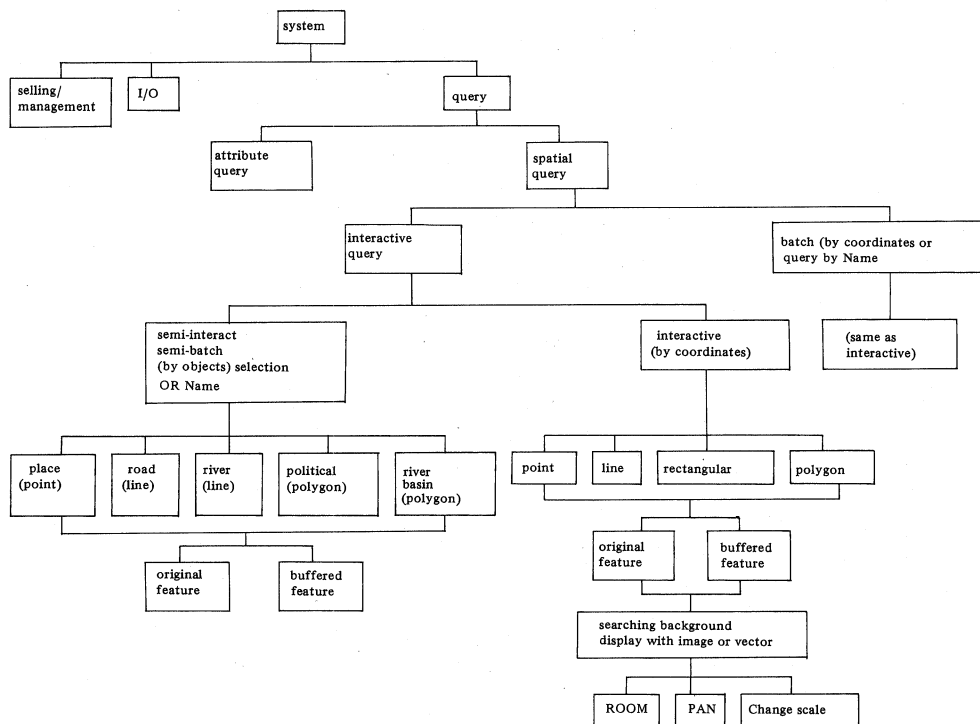 system
selling/
management
I/O
query
attribute
query
spatial
query
interactive
query
batch (by coordinates or
query by Name
semi-interact
semi-batch
(by objects) selection
OR Name
interactive
(by coordinates)
(same as
interactive)
place
(point)
road
(line)
river
(line)
political
(polygon)
river
basin
(polygon)
point
line
rectangular
polygon
original
feature
buffered
feature
original
feature
buffered
feature
searching background
display with image or vector
ROOM
PAN
Change scale